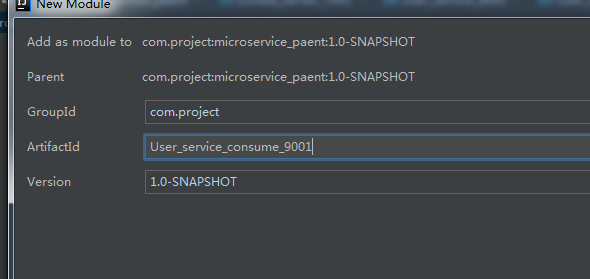 New Module
Add as module to com.project:microservice_paent:1.0-SNAPSHOT
Parent com.project:microservice_paent:1.0-SNAPSHOT
GroupId com.project
ArtifactId User_service_consume_9001
Version 1.0-SNAPSHOT